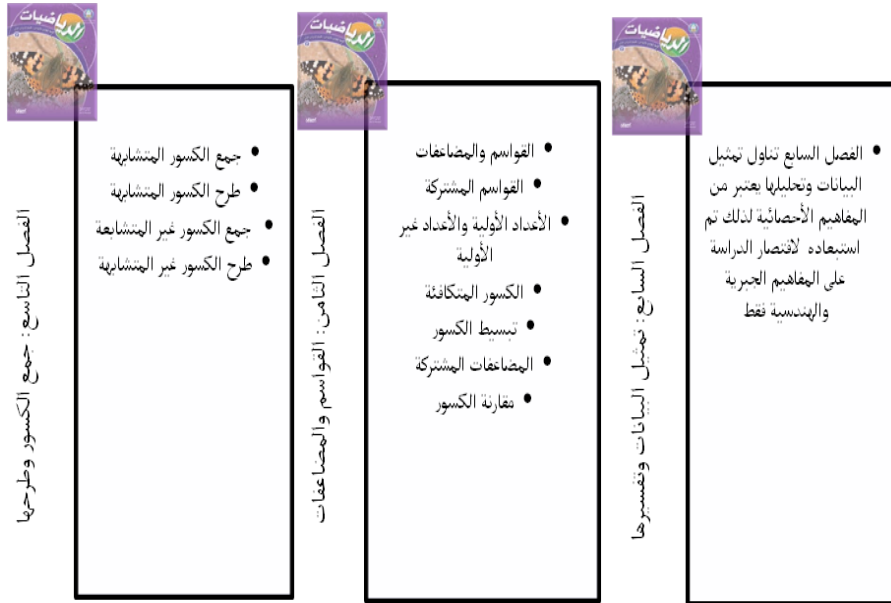 الرياضيات
الفصل السابع: تمثيل البيانات وتفسيرها
• الفصل السابع تناول تمثيل
البيانات وتحليلها يعتبر من
المفاهيم الأحصائية لذلك تم
استبعاده لاقتصار الدراسة
على المفاهيم الجبرية
والهندسية فقط
الرياضيات
الفصل الثامن: القواسم والمضاعفات
• القواسم والمضاعفات
• القواسم المشتركة
• الأعداد الأولية والأعداد غير
الأولية
• الكسور المتكافئة
• تبسيط الكسور
• المضاعفات المشتركة
• مقارنة الكسور
الرياضيات
الفصل التاسع: جمع الكسور وطرحها
• جمع الكسور المتشابهة
• طرح الكسور المتشابهة
• جمع الكسور غير المتشابعة
• طرح الكسور غير المتشابهة